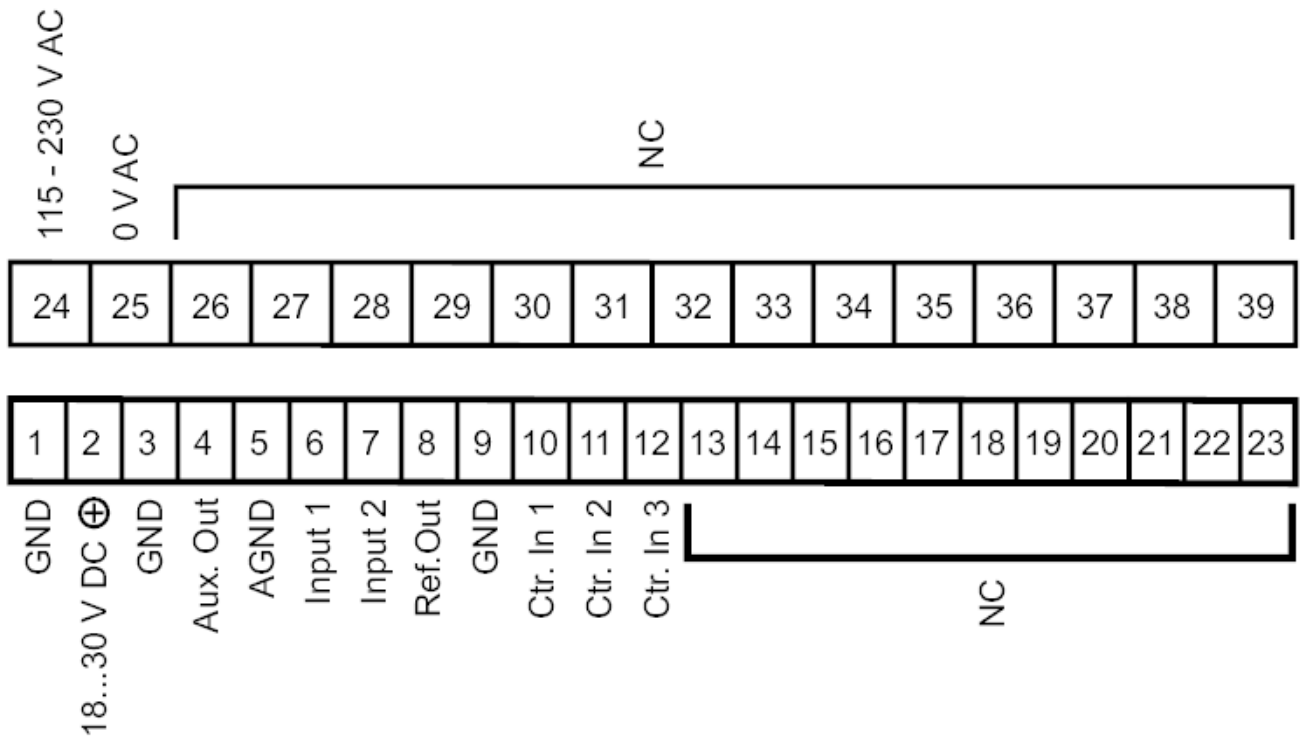 115 - 230 V AC
0 V AC
NC
24 25 26 27 28 29 30 31 32 33 34 35 36 37 38 39
1 2 3 4 5 6 7 8 9 10 11 12 13 14 15 16 17 18 19 20 21 22 23
GND
18...30 V DC ⊕
GND
Aux. Out
AGND
Input 1
Input 2
Ref.Out
GND
Ctr. In 1
Ctr. In 2
Ctr. In 3
NC